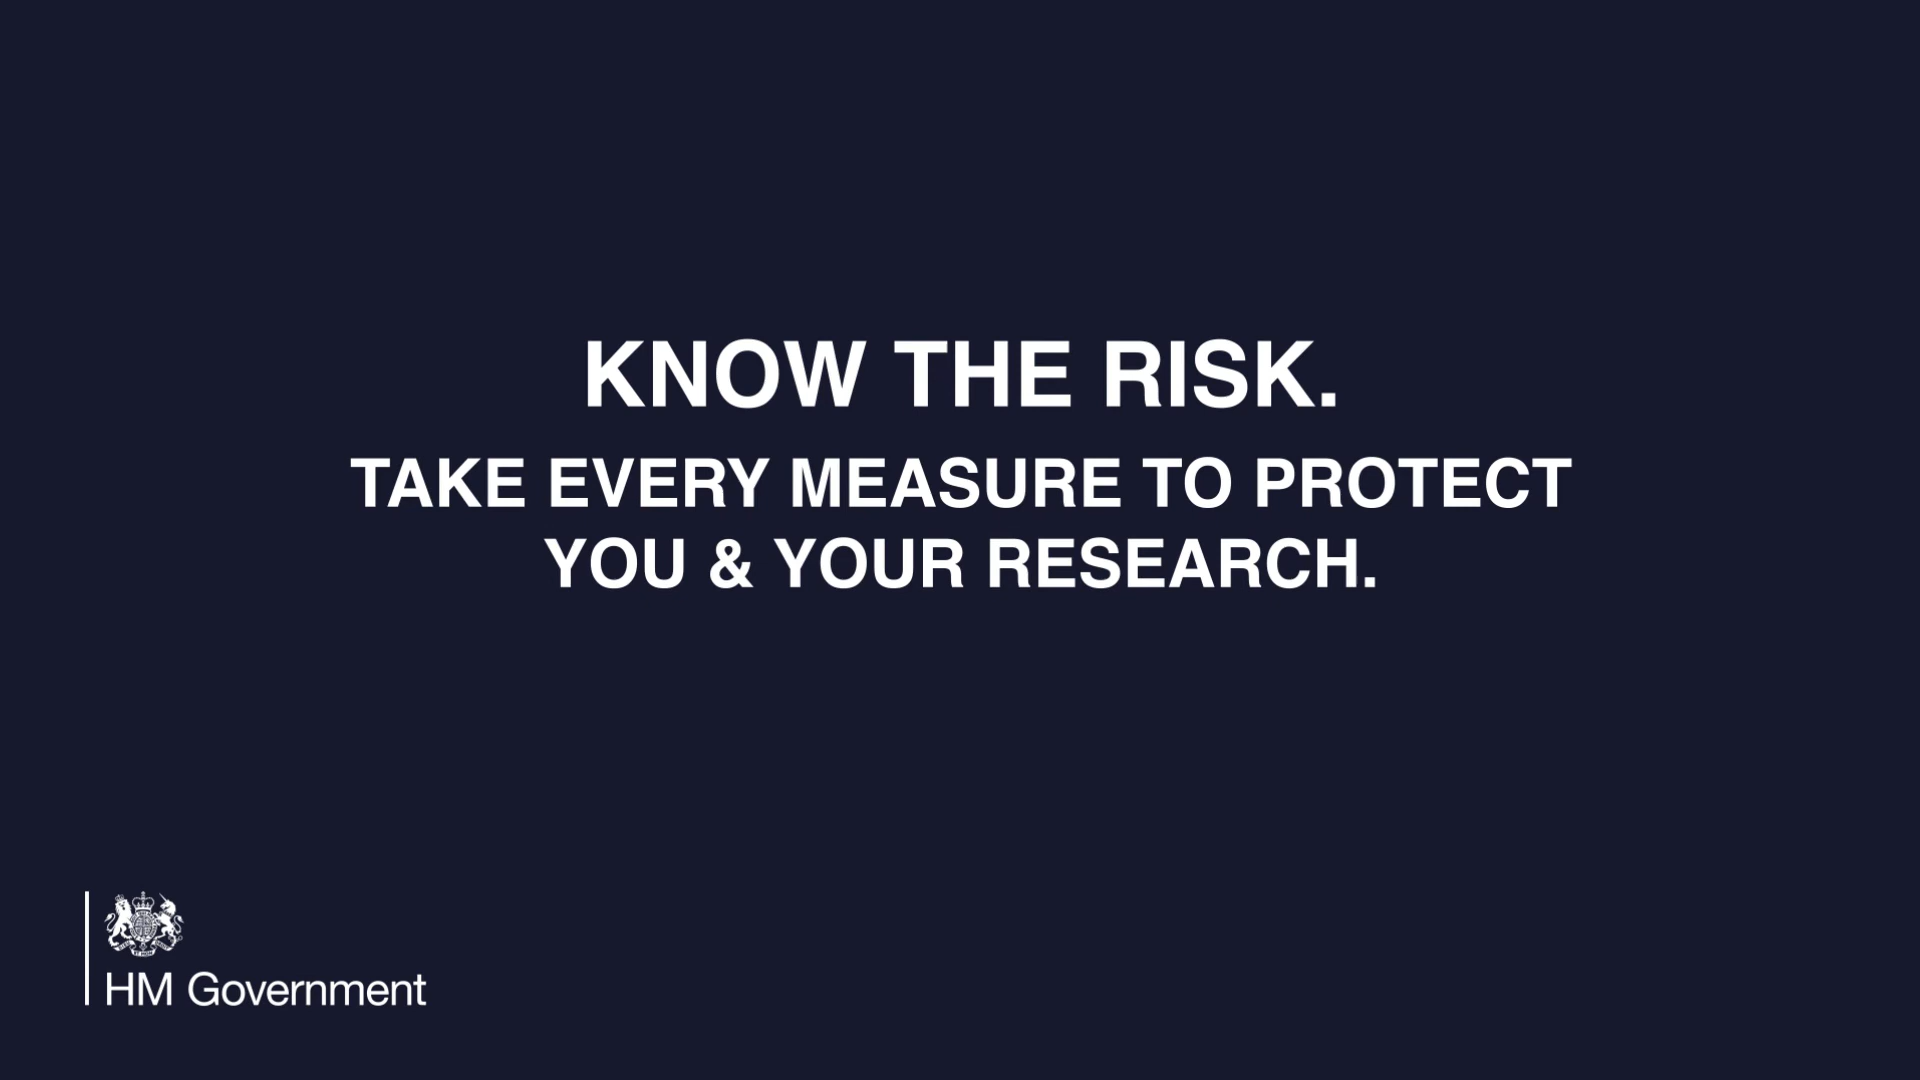 KNOW THE RISK.
TAKE EVERY MEASURE TO PROTECT
YOU & YOUR RESEARCH.
HM Government